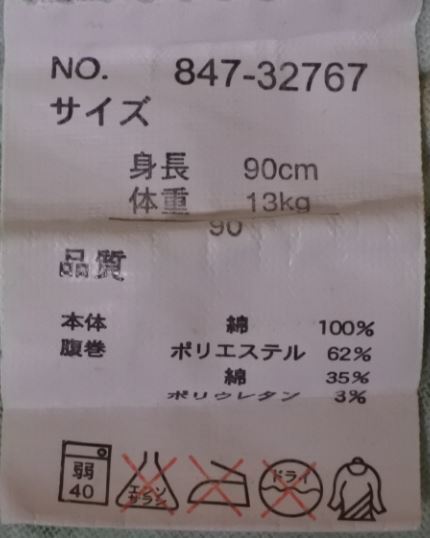 NO. 847-32767
サイズ
身長 90cm
体重 13kg
90
品質
本体 綿 100%
腹巻 ポリエステル 62%
綿 35%
ポリウレタン 3%
弱
40
エンソ
サラシ
ドライ